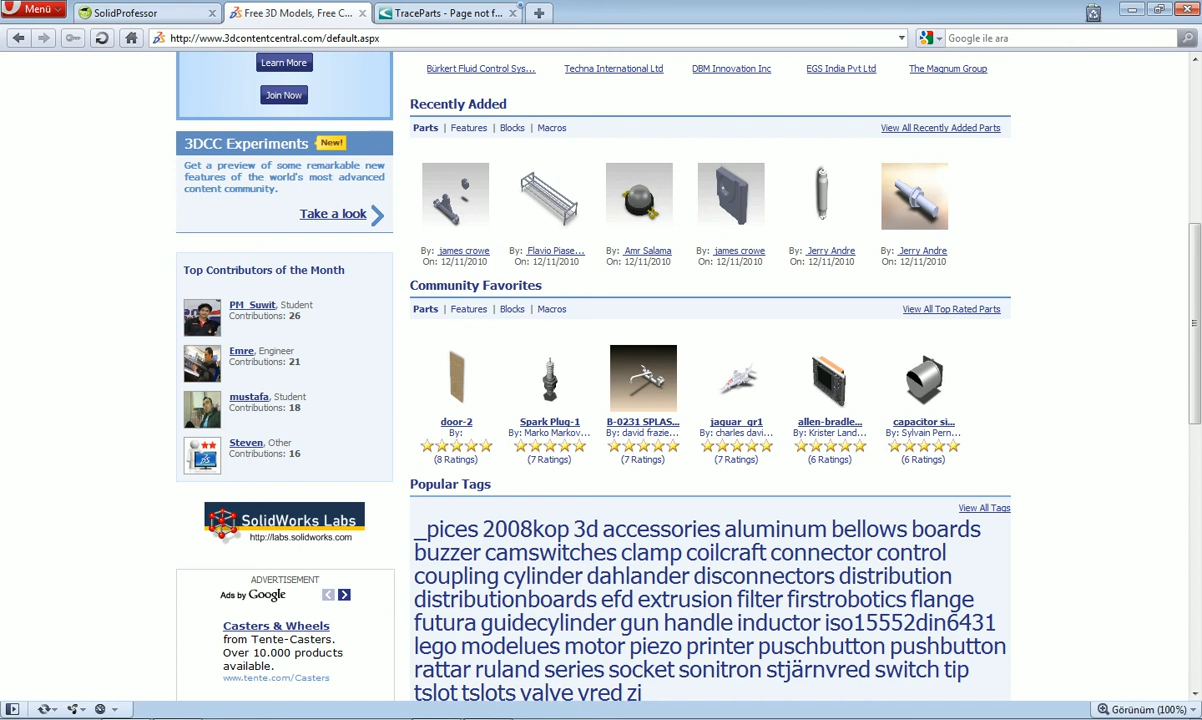 Menü
SolidProfessor
Free 3D Models, Free C...
TraceParts - Page not f...
http://www.3dcontentcentral.com/default.aspx
Google ile ara
Learn More
Join Now
3DCC Experiments New!
Get a preview of some remarkable new
features of the world's most advanced
content community.
Take a look
Top Contributors of the Month
PM_Suwit, Student
Contributions: 26
Emre, Engineer
Contributions: 21
mustafa, Student
Contributions: 18
Steven, Other
Contributions: 16
SolidWorks Labs
http://labs.solidworks.com
ADVERTISEMENT
Ads by Google
Casters & Wheels
from Tente-Casters.
Over 10.000 products
available.
www.tente.com/Casters
Bürkert Fluid Control Sys... Techna International Ltd DBM Innovation Inc EGS India Pvt Ltd The Magnum Group
Recently Added
Parts | Features | Blocks | Macros View All Recently Added Parts
By: james crowe By: Flavio Piase... By: Amr Salama By: james crowe By: Jerry Andre By: Jerry Andre
On: 12/11/2010 On: 12/11/2010 On: 12/11/2010 On: 12/11/2010 On: 12/11/2010 On: 12/11/2010
Community Favorites
Parts | Features | Blocks | Macros View All Top Rated Parts
door-2 Spark Plug-1 B-0231 SPLAS... jaguar_gr1 allen-bradle... capacitor si...
By: By: Marko Markov... By: david frazie... By: charles davi... By: Krister Land... By: Sylvain Pern...
(8 Ratings) (7 Ratings) (7 Ratings) (7 Ratings) (6 Ratings) (6 Ratings)
Popular Tags
View All Tags
_pices 2008kop 3d accessories aluminum bellows boards
buzzer camswitches clamp coilcraft connector control
coupling cylinder dahlander disconnectors distribution
distributionboards efd extrusion filter firstrobotics flange
futura guidecylinder gun handle inductor iso15552din6431
lego modelues motor piezo printer puschbutton pushbutton
rattar ruland series socket sonitron stjärnvred switch tip
tslot tslots valve vred zi
Görünüm (100%)